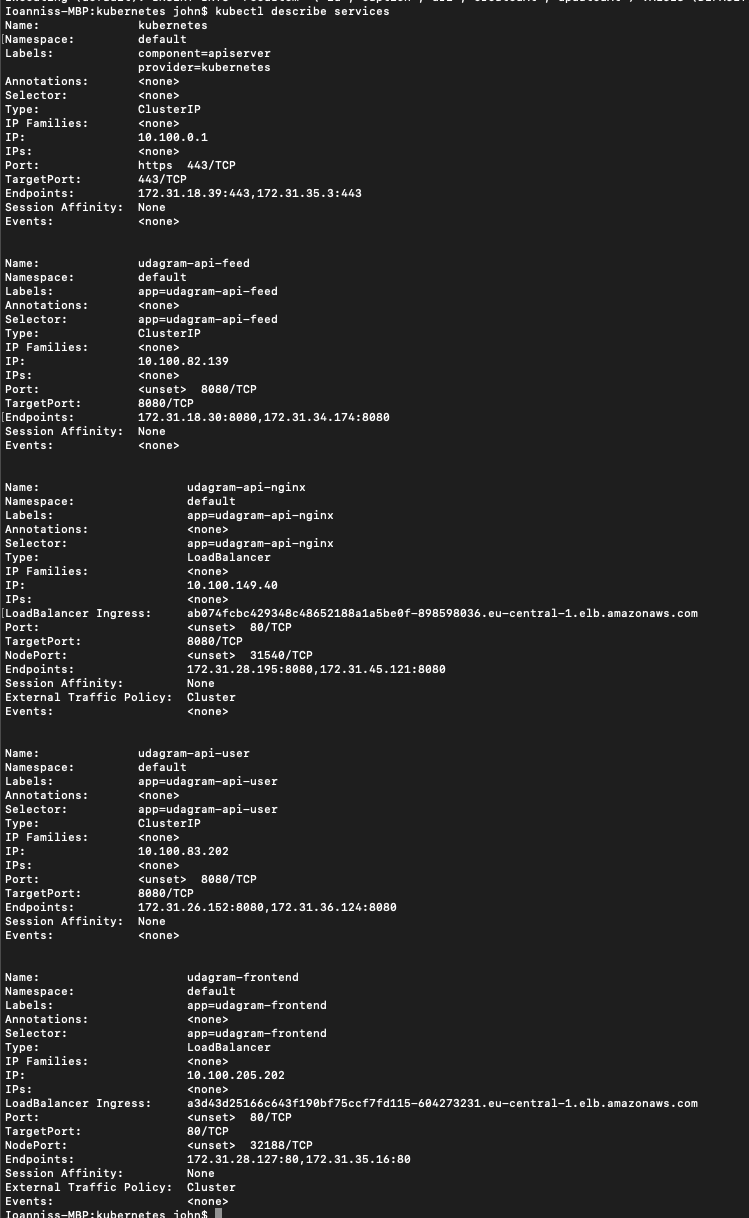 Ioanniss-MBP:kubernetes john$ kubectl describe services
Name:              kubernetes
Namespace:         default
Labels:            component=apiserver
                   provider=kubernetes
Annotations:       <none>
Selector:          <none>
Type:              ClusterIP
IP Families:       <none>
IP:                10.100.0.1
IPs:               <none>
Port:              https  443/TCP
TargetPort:        443/TCP
Endpoints:         172.31.18.39:443,172.31.35.3:443
Session Affinity:  None
Events:            <none>

Name:              udagram-api-feed
Namespace:         default
Labels:            app=udagram-api-feed
Annotations:       <none>
Selector:          app=udagram-api-feed
Type:              ClusterIP
IP Families:       <none>
IP:                10.100.82.139
IPs:               <none>
Port:              <unset>  8080/TCP
TargetPort:        8080/TCP
Endpoints:         172.31.18.30:8080,172.31.34.174:8080
Session Affinity:  None
Events:            <none>

Name:                     udagram-api-nginx
Namespace:                default
Labels:                   app=udagram-api-nginx
Annotations:              <none>
Selector:                 app=udagram-api-nginx
Type:                     LoadBalancer
IP Families:              <none>
IP:                       10.100.149.40
IPs:                      <none>
LoadBalancer Ingress:     ab074fcbc429348c48652188a1a5be0f-898598036.eu-central-1.elb.amazonaws.com
Port:                     <unset>  80/TCP
TargetPort:               8080/TCP
NodePort:                 <unset>  31540/TCP
Endpoints:                172.31.28.195:8080,172.31.45.121:8080
Session Affinity:         None
External Traffic Policy:  Cluster
Events:                   <none>

Name:              udagram-api-user
Namespace:         default
Labels:            app=udagram-api-user
Annotations:       <none>
Selector:          app=udagram-api-user
Type:              ClusterIP
IP Families:       <none>
IP:                10.100.83.202
IPs:               <none>
Port:              <unset>  8080/TCP
TargetPort:        8080/TCP
Endpoints:         172.31.26.152:8080,172.31.36.124:8080
Session Affinity:  None
Events:            <none>

Name:                     udagram-frontend
Namespace:                default
Labels:                   app=udagram-frontend
Annotations:              <none>
Selector:                 app=udagram-frontend
Type:                     LoadBalancer
IP Families:              <none>
IP:                       10.100.205.202
IPs:                      <none>
LoadBalancer Ingress:     a3d43d25166c643f190bf75ccf7fd115-604273231.eu-central-1.elb.amazonaws.com
Port:                     <unset>  80/TCP
TargetPort:               80/TCP
NodePort:                 <unset>  32188/TCP
Endpoints:                172.31.28.127:80,172.31.35.16:80
Session Affinity:         None
External Traffic Policy:  Cluster
Events:                   <none>
Ioanniss-MBP:kubernetes john$